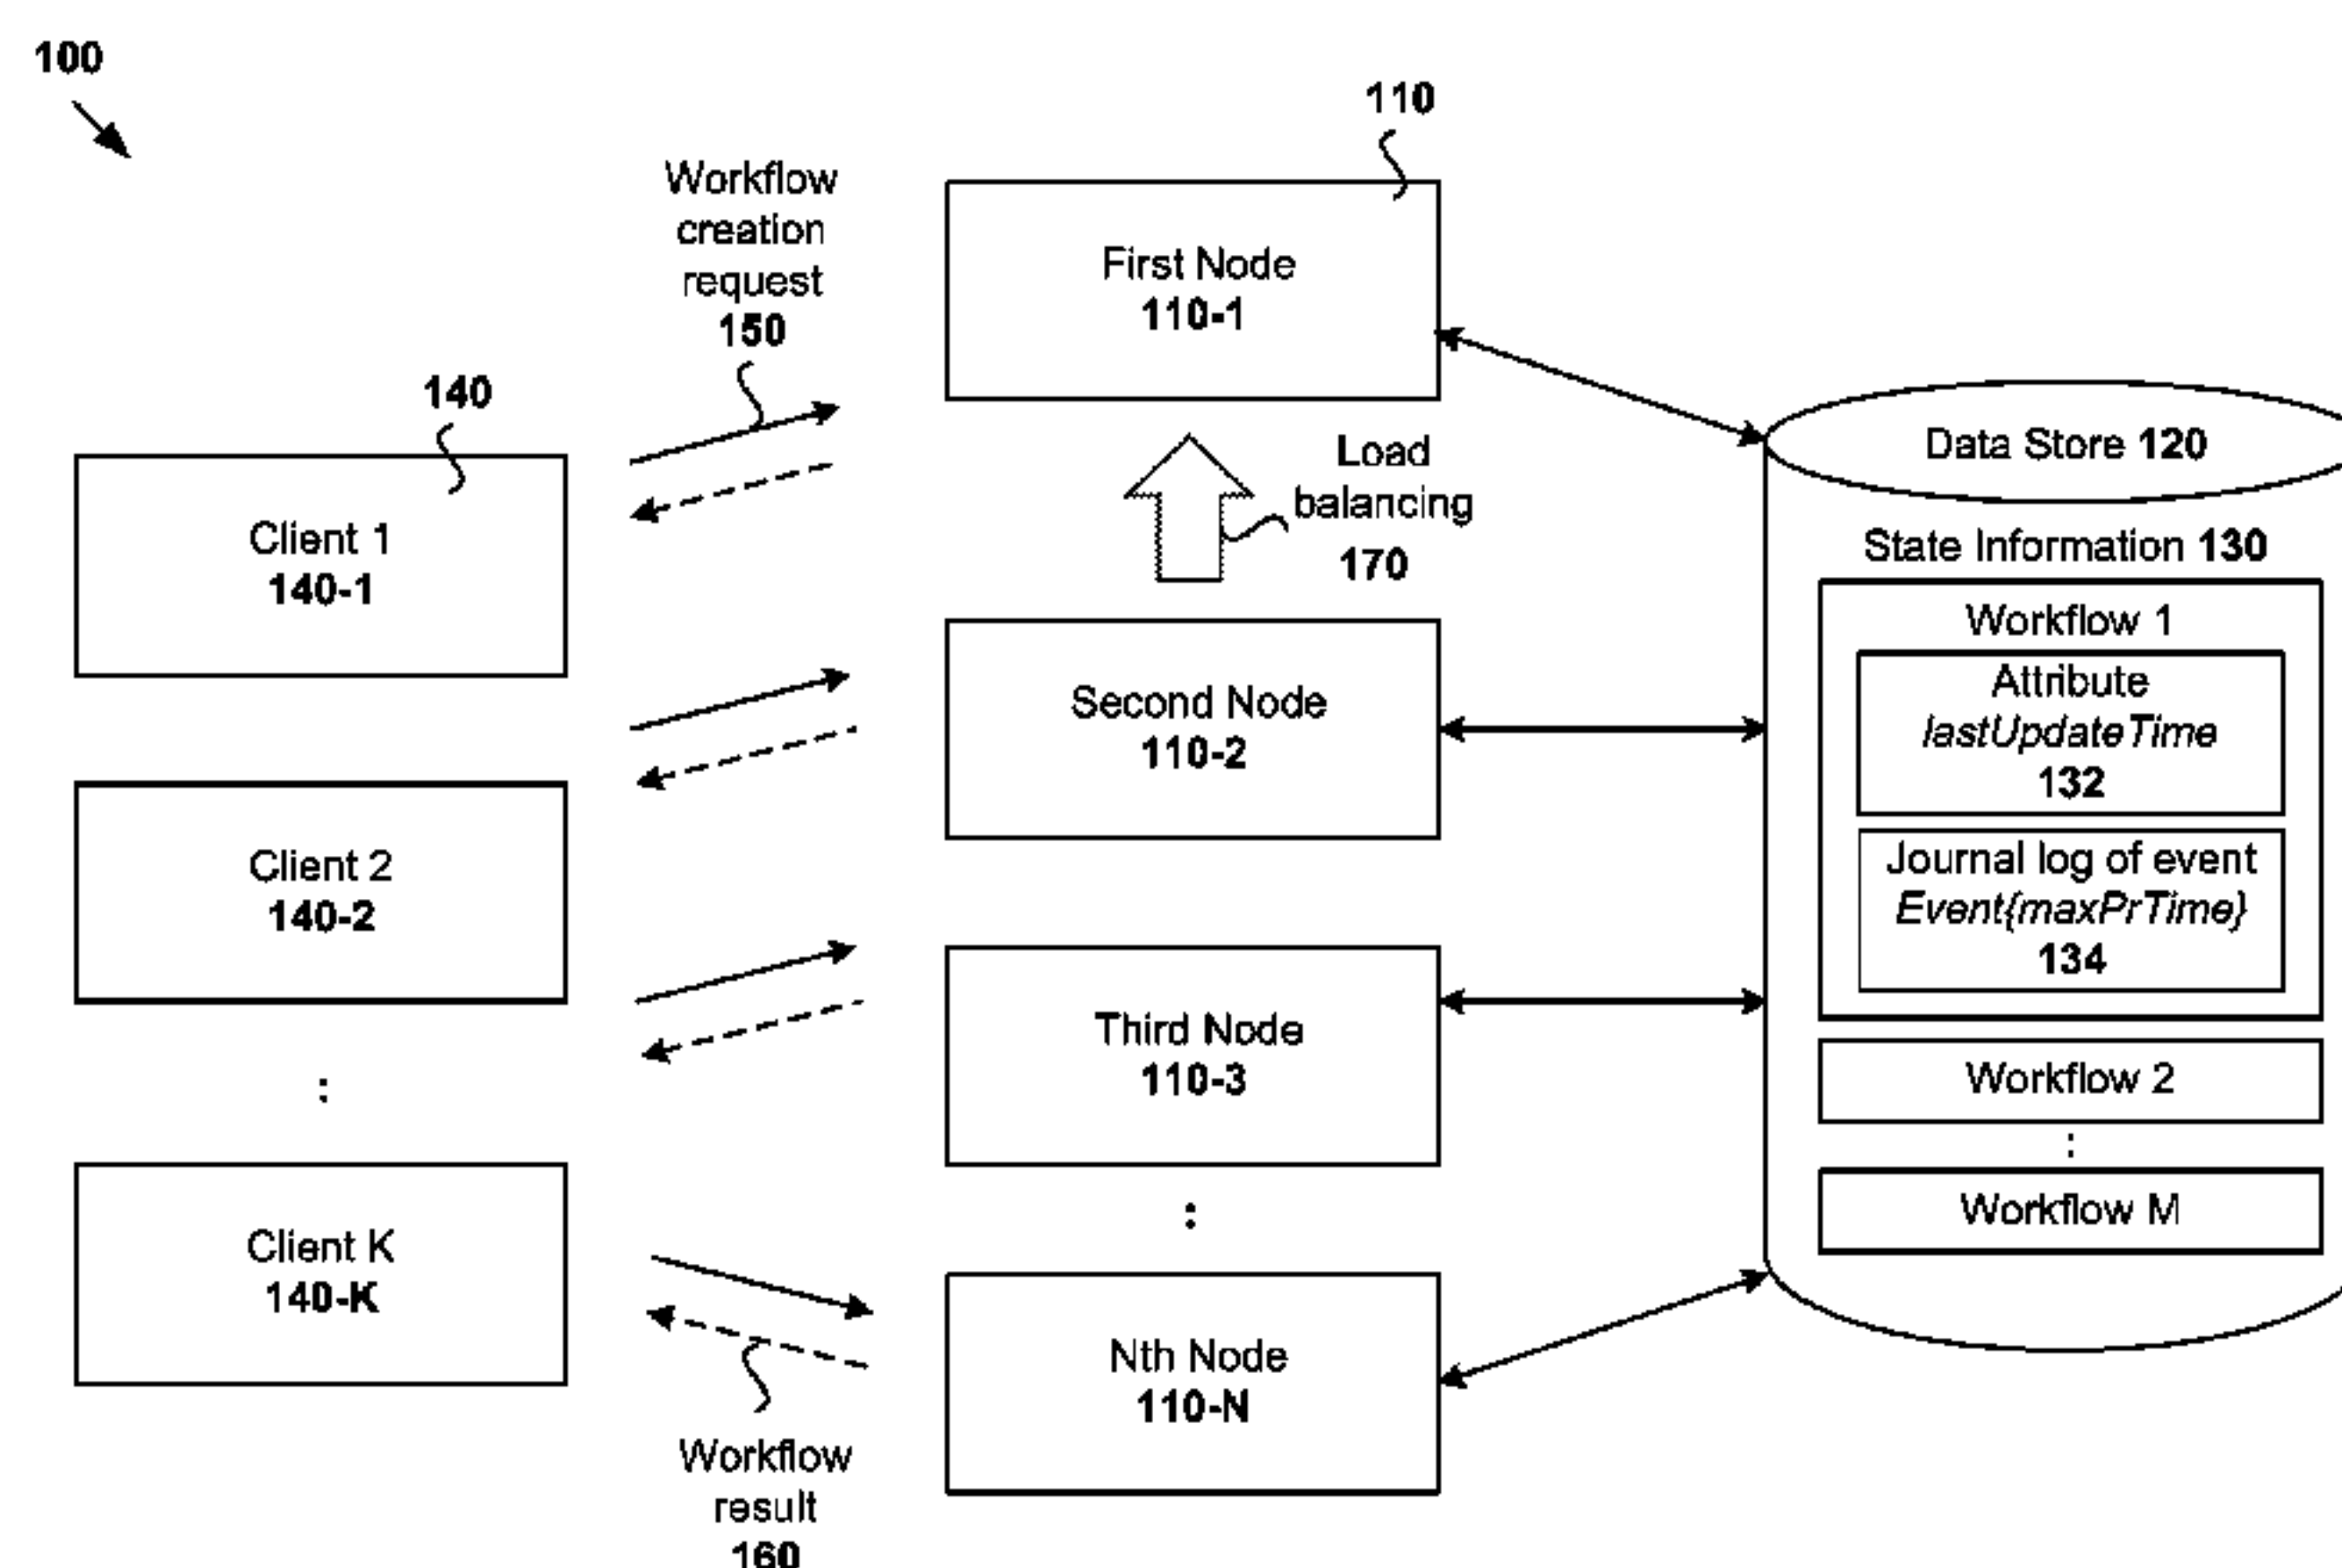 100
110
Workflow
creation
request
150
First Node
110-1
140
Load
balancing
170
Data Store 120
State Information 130
Client 1
140-1
Workflow 1
Attribute
lastUpdateTime
132
Second Node
110-2
Journal log of event
Event{maxPrTime}
134
Client 2
140-2
Third Node
110-3
:
Workflow 2
:
Workflow M
Client K
140-K
:
Nth Node
110-N
Workflow
result
160